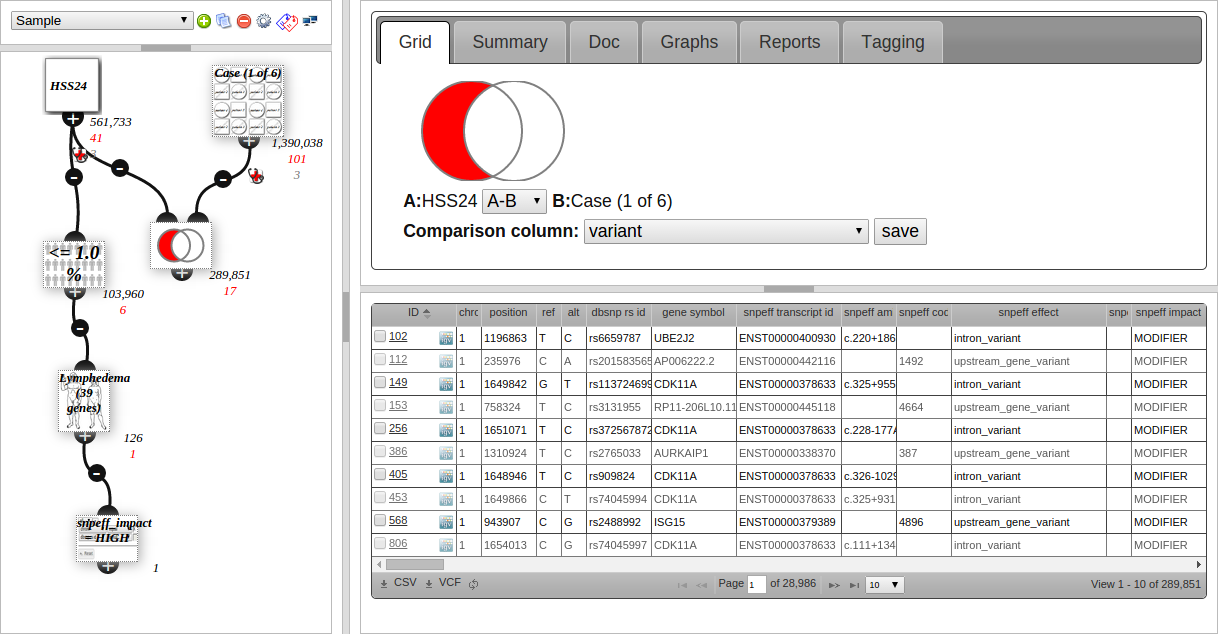 Sample
HSS24
561,733
41
3
Case (1 of 6)
1,390,038
101
3
289,851
17
<= 1.0
%
103,960
6
Lymphedema
(39
genes)
126
1
snpeff_impact
= HIGH
1
Grid Summary Doc Graphs Reports Tagging
A:HSS24 A-B B:Case (1 of 6)
Comparison column: variant save
ID chrc position ref alt dbsnp rs id gene symbol snpeff transcript id snpeff am snpeff coc snpeff effect snpe snpeff impact
102 1 1196863 T C rs6659787 UBE2J2 ENST00000400930 c.220+186 intron_variant MODIFIER
112 1 235976 C A rs201583565 AP006222.2 ENST00000442116 1492 upstream_gene_variant MODIFIER
149 1 1649842 G T rs113724699 CDK11A ENST00000378633 c.325+955 intron_variant MODIFIER
153 1 758324 T C rs3131955 RP11-206L10.11 ENST00000445118 4664 upstream_gene_variant MODIFIER
256 1 1651071 T C rs372567872 CDK11A ENST00000378633 c.228-177A intron_variant MODIFIER
386 1 1310924 T C rs2765033 AURKAIP1 ENST00000338370 387 upstream_gene_variant MODIFIER
405 1 1648946 T C rs909824 CDK11A ENST00000378633 c.326-1029 intron_variant MODIFIER
453 1 1649866 C T rs74045994 CDK11A ENST00000378633 c.325+931 intron_variant MODIFIER
568 1 943907 C G rs2488992 ISG15 ENST00000379389 4896 upstream_gene_variant MODIFIER
806 1 1654013 C G rs74045997 CDK11A ENST00000378633 c.111+134 intron_variant MODIFIER
CSV VCF Page 1 of 28,986 10 View 1 - 10 of 289,851